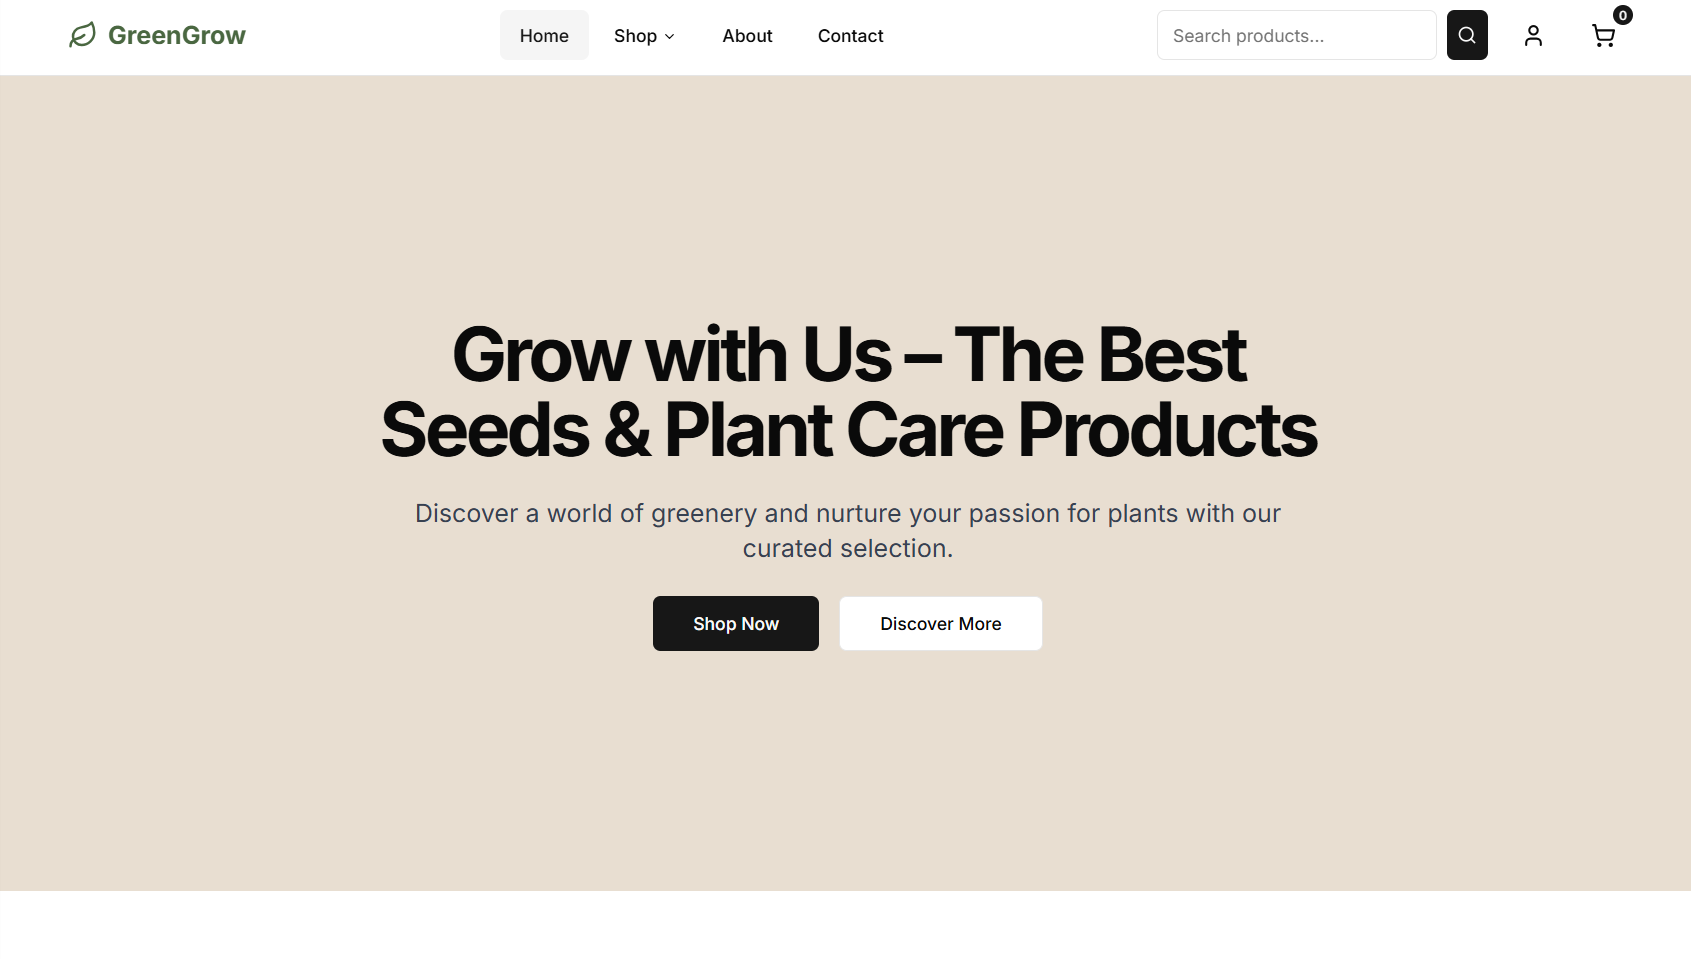 GreenGrow
Home
Shop
About
Contact
Search products...
0
Grow with Us – The Best
Seeds & Plant Care Products
Discover a world of greenery and nurture your passion for plants with our
curated selection.
Shop Now
Discover More